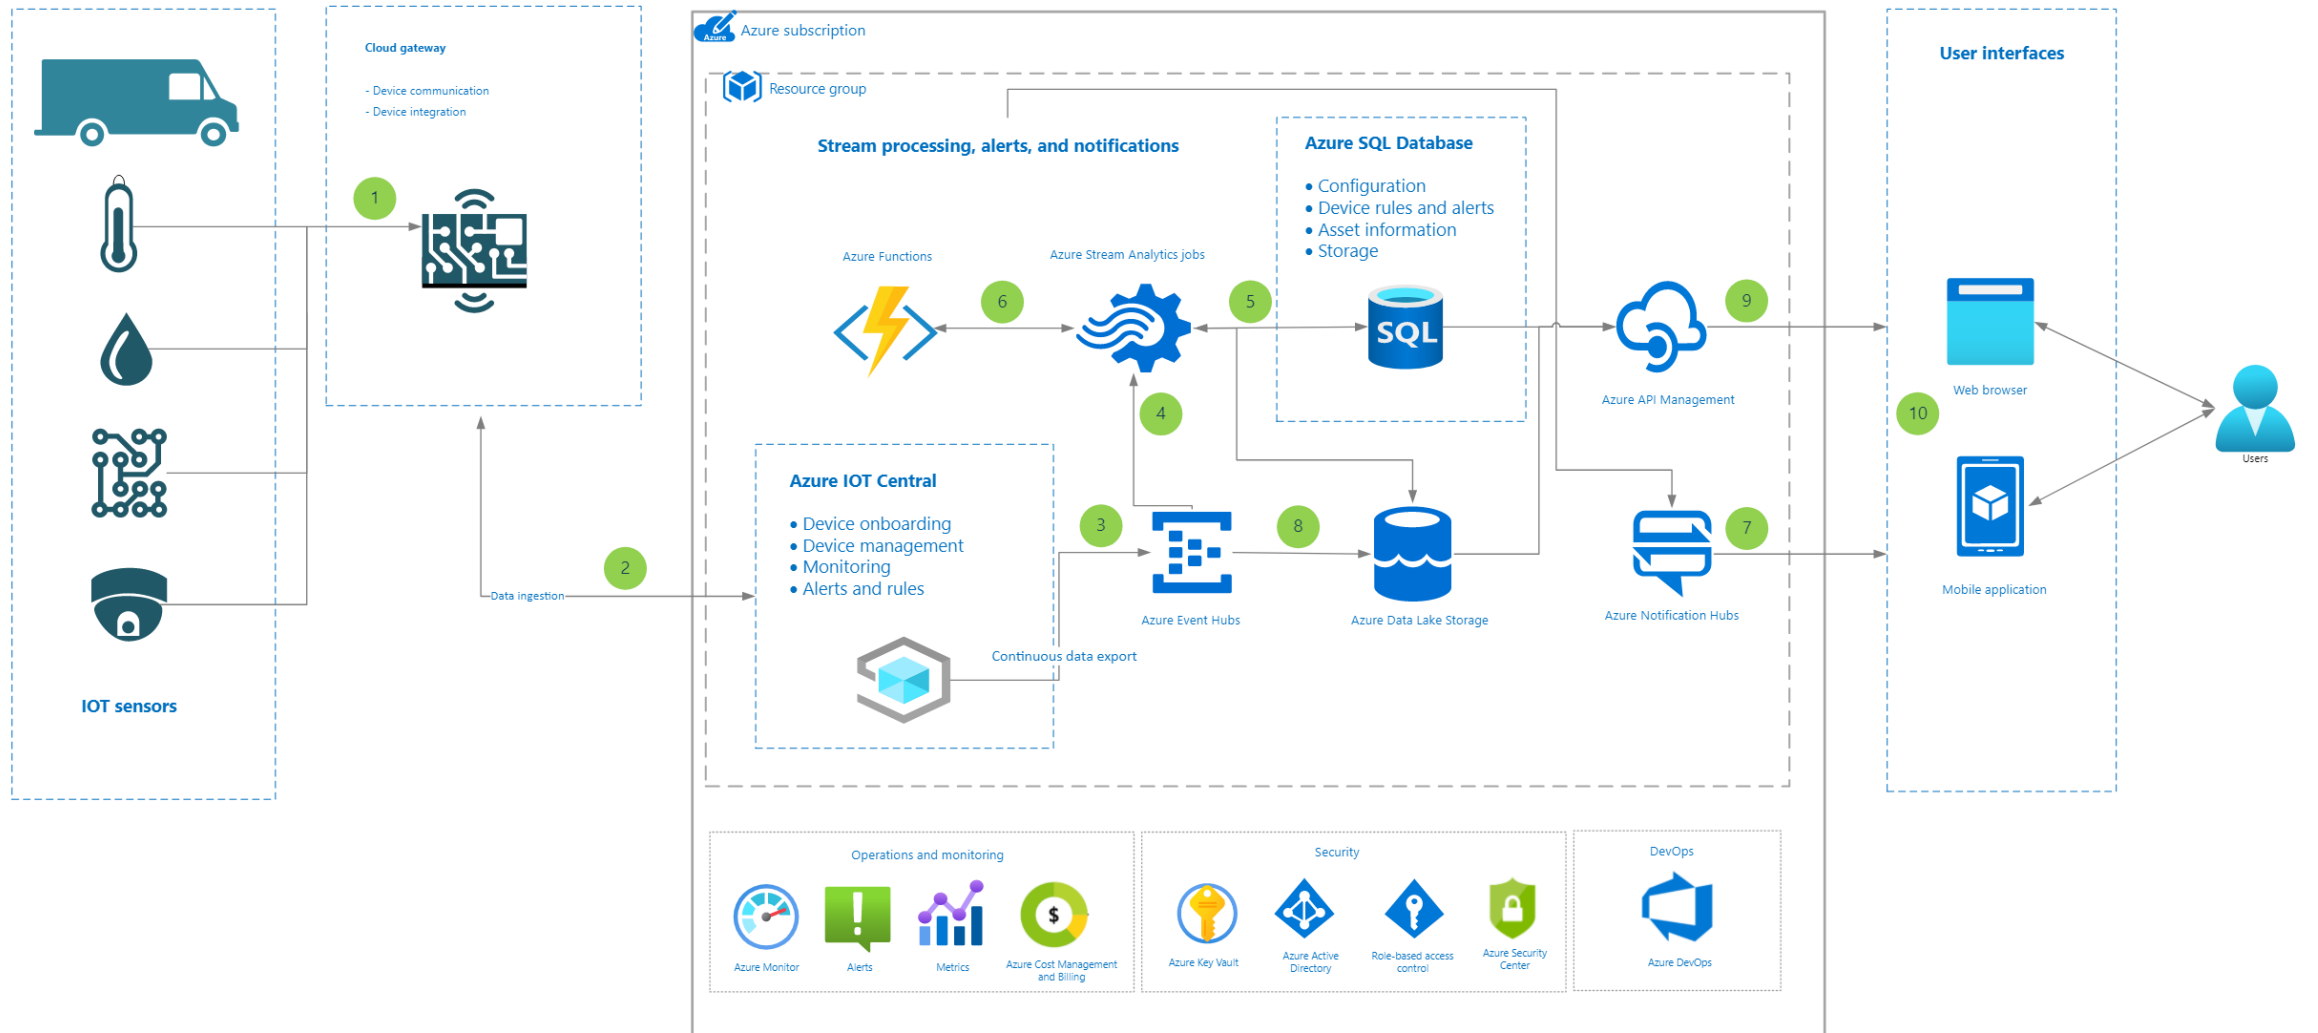 Cloud gateway
- Device communication
- Device integration
1
IOT sensors
Data ingestion
2
Azure
Azure subscription
Resource group
Stream processing, alerts, and notifications
Azure SQL Database
• Configuration
• Device rules and alerts
• Asset information
• Storage
Azure Functions
6
Azure Stream Analytics jobs
5
SQL
9
Azure API Management
4
Azure IOT Central
• Device onboarding
• Device management
• Monitoring
• Alerts and rules
Continuous data export
3
Azure Event Hubs
8
Azure Data Lake Storage
7
Azure Notification Hubs
User interfaces
Web browser
10
Mobile application
Users
Operations and monitoring
Azure Monitor
Alerts
Metrics
$
Azure Cost Management
and Billing
Security
Azure Key Vault
Azure Active
Directory
Role-based access
control
Azure Security
Center
DevOps
Azure DevOps